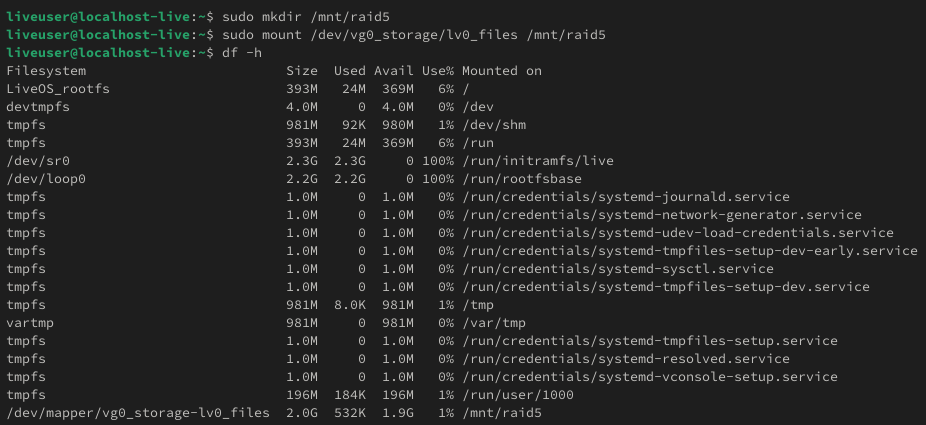 liveuser@localhost-live:~$ sudo mkdir /mnt/raid5
liveuser@localhost-live:~$ sudo mount /dev/vg0_storage/lv0_files /mnt/raid5
liveuser@localhost-live:~$ df -h
Filesystem                         Size  Used Avail Use% Mounted on
LiveOS_rootfs                      393M   24M  369M   6% /
devtmpfs                           4.0M     0  4.0M   0% /dev
tmpfs                              981M   92K  980M   1% /dev/shm
tmpfs                              393M   24M  369M   6% /run
/dev/sr0                           2.3G  2.3G     0 100% /run/initramfs/live
/dev/loop0                         2.2G  2.2G     0 100% /run/rootfsbase
tmpfs                              1.0M     0  1.0M   0% /run/credentials/systemd-journald.service
tmpfs                              1.0M     0  1.0M   0% /run/credentials/systemd-network-generator.service
tmpfs                              1.0M     0  1.0M   0% /run/credentials/systemd-udev-load-credentials.service
tmpfs                              1.0M     0  1.0M   0% /run/credentials/systemd-tmpfiles-setup-dev-early.service
tmpfs                              1.0M     0  1.0M   0% /run/credentials/systemd-sysctl.service
tmpfs                              1.0M     0  1.0M   0% /run/credentials/systemd-tmpfiles-setup-dev.service
tmpfs                              981M  8.0K  981M   1% /tmp
vartmp                             981M     0  981M   0% /var/tmp
tmpfs                              1.0M     0  1.0M   0% /run/credentials/systemd-tmpfiles-setup.service
tmpfs                              1.0M     0  1.0M   0% /run/credentials/systemd-resolved.service
tmpfs                              1.0M     0  1.0M   0% /run/credentials/systemd-vconsole-setup.service
tmpfs                              196M  184K  196M   1% /run/user/1000
/dev/mapper/vg0_storage-lv0_files  2.0G  532K  1.9G   1% /mnt/raid5